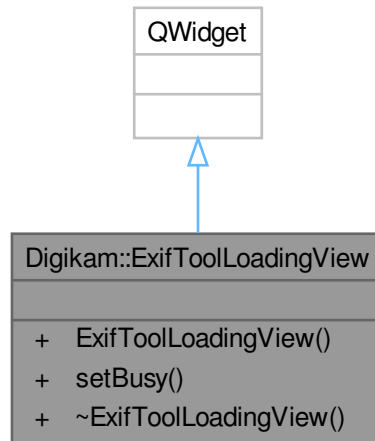 QWidget
Digikam::ExifToolLoadingView
+ ExifToolLoadingView()
+ setBusy()
+ ~ExifToolLoadingView()